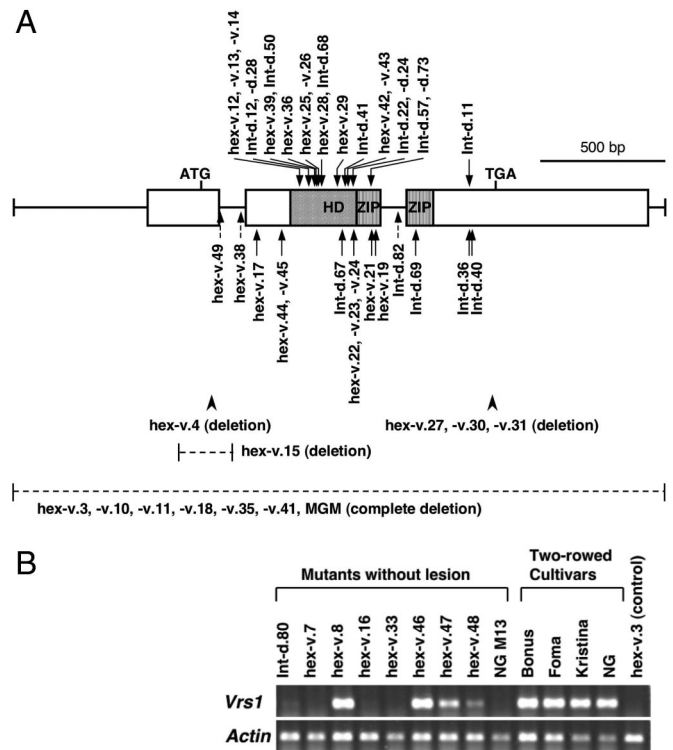 A
hex-v.12, -v.13, -v.14
Int-d.12, -d.28
hex-v.39, Int-d.50
hex-v.36
hex-v.25, -v.26
hex-v.28, Int-d.68
hex-v.29
Int-d.41
hex-v.42, -v.43
Int-d.22, -d.24
Int-d.57, -d.73
Int-d.11
500 bp
ATG
TGA
HD
ZIP
ZIP
hex-v.49
hex-v.38
hex-v.17
hex-v.44, -v.45
Int-d.67
hex-v.22, -v.23, -v.24
hex-v.21
hex-v.19
Int-d.82
Int-d.69
Int-d.36
Int-d.40
hex-v.4 (deletion)
hex-v.27, -v.30, -v.31 (deletion)
hex-v.15 (deletion)
hex-v.3, -v.10, -v.11, -v.18, -v.35, -v.41, MGM (complete deletion)
B
Mutants without lesion
Two-rowed
Cultivars
Int-d.80
hex-v.7
hex-v.8
hex-v.16
hex-v.33
hex-v.46
hex-v.47
hex-v.48
NG M13
Bonus
Foma
Kristina
NG
hex-v.3 (control)
Vrs1
Actin